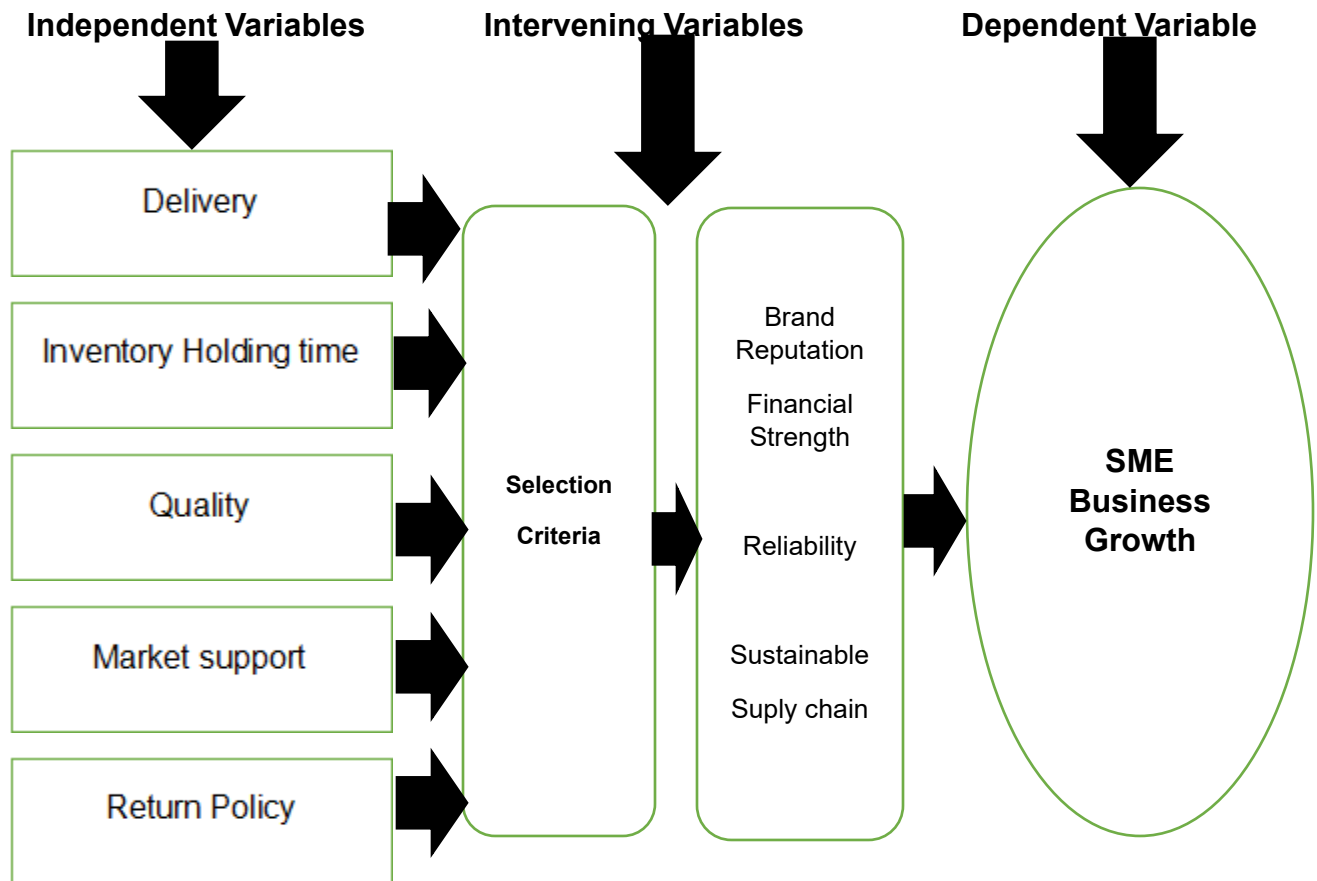 Independent Variables
Intervening Variables
Dependent Variable
Delivery
Inventory Holding time
Quality
Market support
Return Policy
Selection
Criteria
Brand
Reputation
Financial
Strength
Reliability
Sustainable
Suply chain
SME
Business
Growth